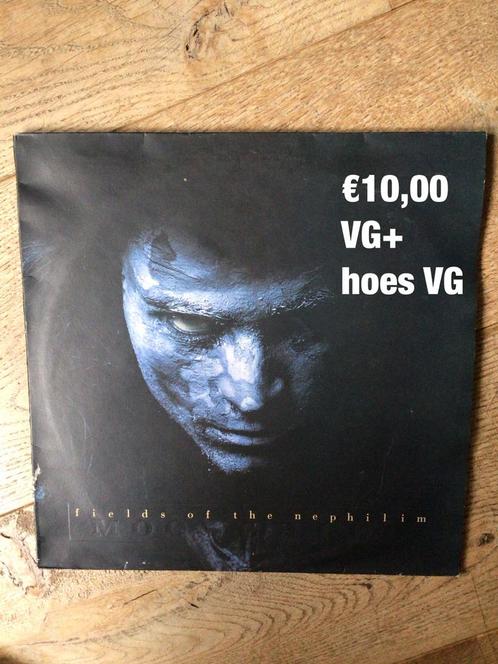 €10,00
VG+
hoes VG
fields of the nephilim